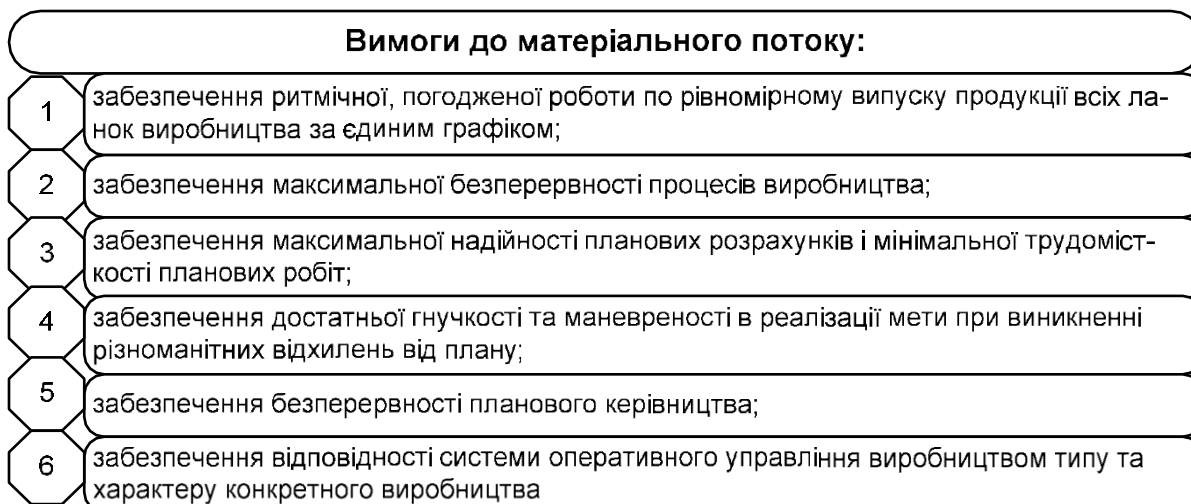 Вимоги до матеріального потоку:
1 забезпечення ритмічної, погодженої роботи по рівномірному випуску продукції всіх ла-
нок виробництва за єдиним графіком;
2 забезпечення максимальної безперервності процесів виробництва;
3 забезпечення максимальної надійності планових розрахунків і мінімальної трудоміст-
кості планових робіт;
4 забезпечення достатньої гнучкості та маневреності в реалізації мети при виникненні
різноманітних відхилень від плану;
5 забезпечення безперервності планового керівництва;
6 забезпечення відповідності системи оперативного управління виробництвом типу та
характеру конкретного виробництва